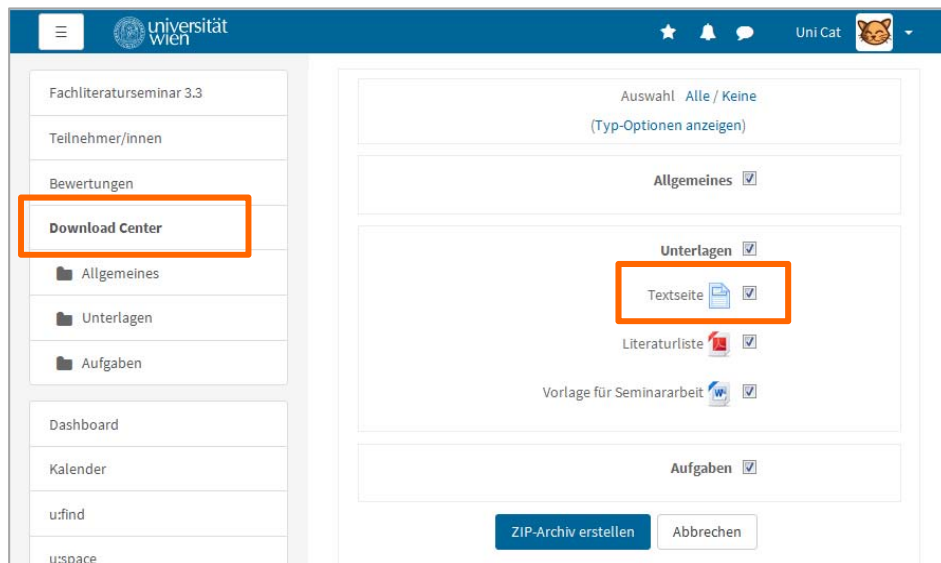 universität
wien
Uni Cat
Fachliteraturseminar 3.3
Teilnehmer/innen
Bewertungen
Download Center
Allgemeines
Unterlagen
Aufgaben
Dashboard
Kalender
u:find
u:space
Auswahl Alle / Keine
(Typ-Optionen anzeigen)
Allgemeines
Unterlagen
Textseite
Literaturliste
Vorlage für Seminararbeit
Aufgaben
ZIP-Archiv erstellen Abbrechen